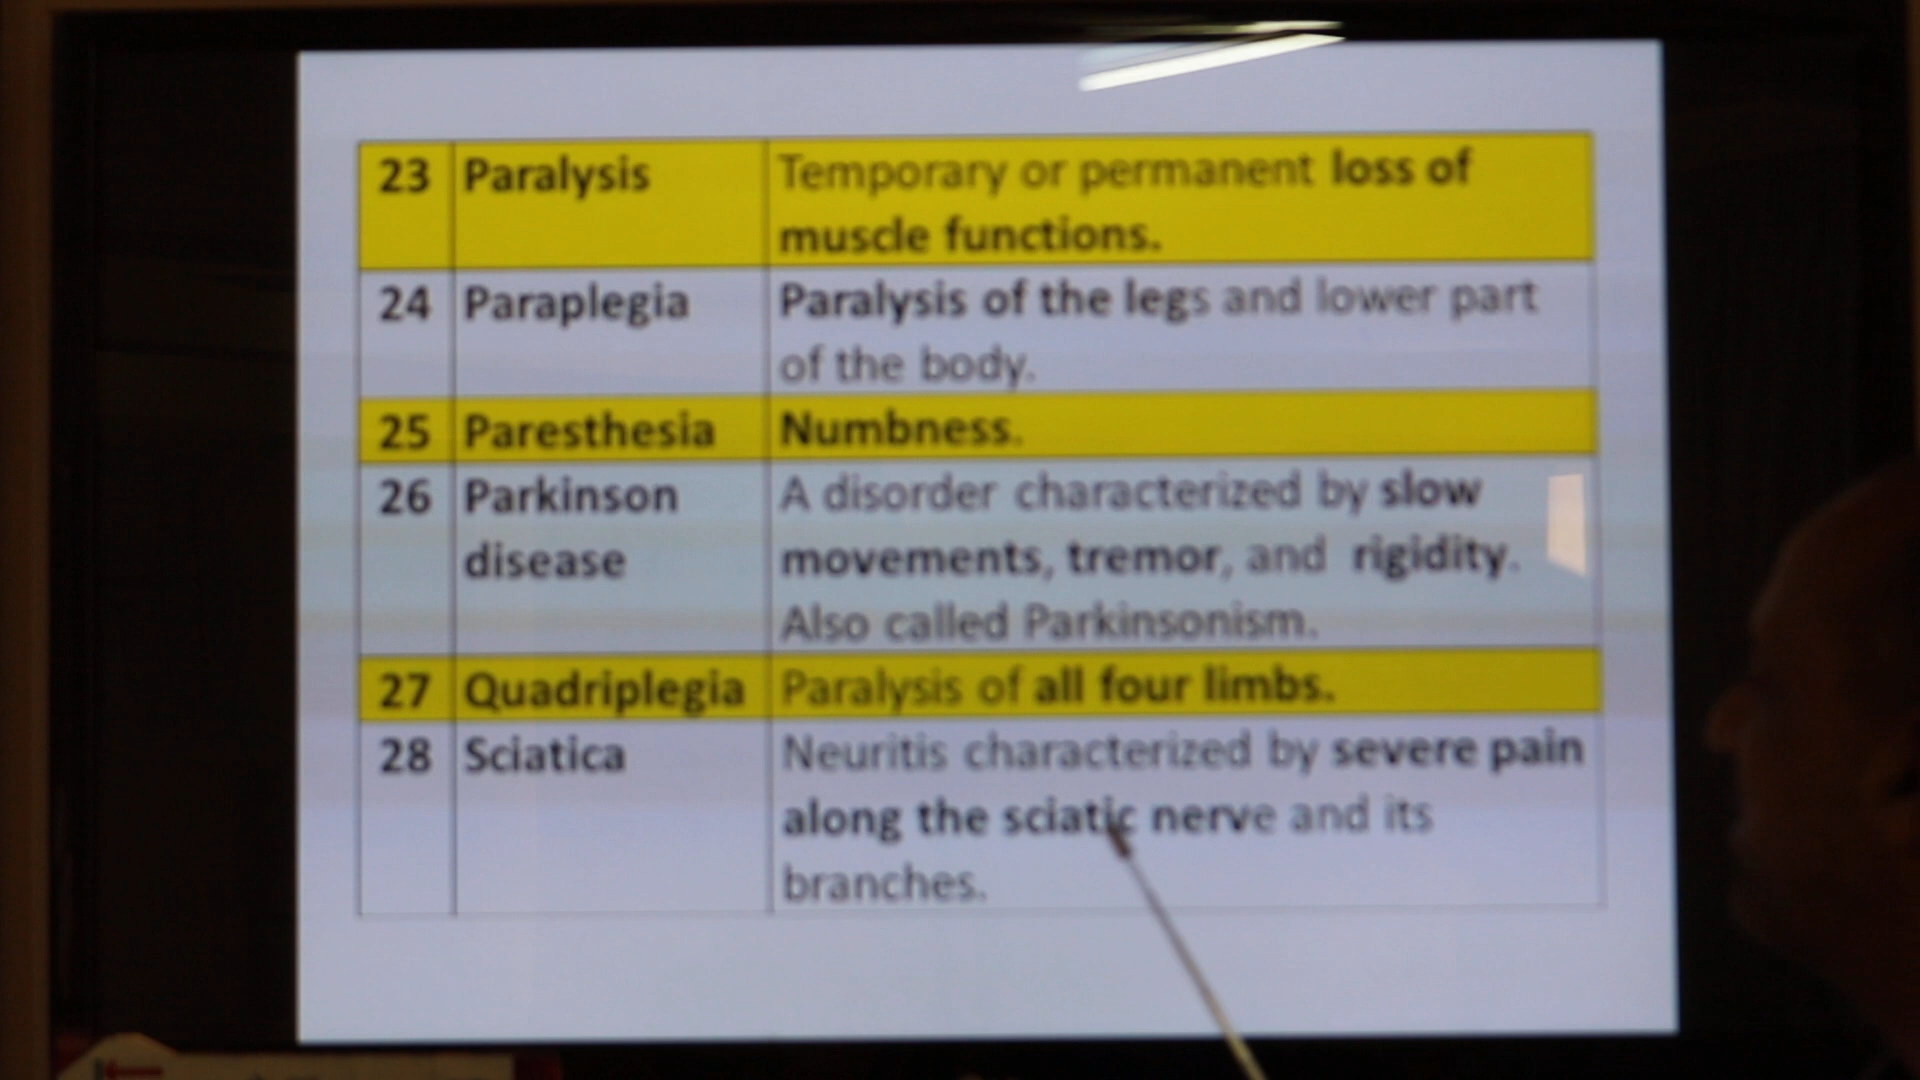 23 Paralysis Temporary or permanent loss of
muscle functions.
24 Paraplegia Paralysis of the legs and lower part
of the body.
25 Paresthesia Numbness.
26 Parkinson A disorder characterized by slow
disease movements, tremor, and rigidity.
Also called Parkinsonism.
27 Quadriplegia Paralysis of all four limbs.
28 Sciatica Neuritis characterized by severe pain
along the sciatic nerve and its
branches.